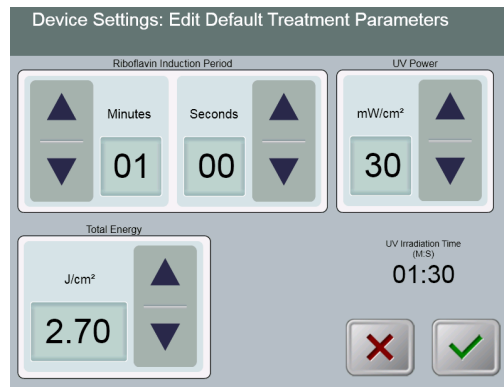 Device Settings: Edit Default Treatment Parameters
Riboflavin Induction Period
UV Power
Minutes
Seconds
mW/cm²
01
00
30
Total Energy
J/cm²
2.70
UV Irradiation Time
(M:S)
01:30